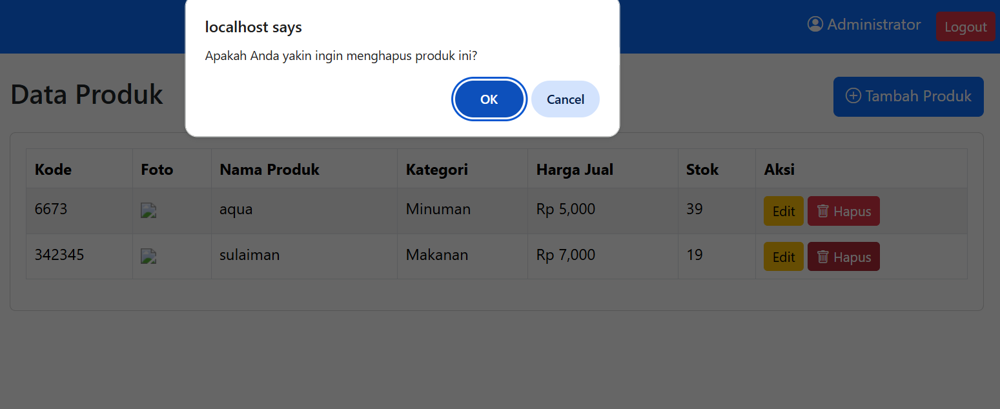 localhost says
Apakah Anda yakin ingin menghapus produk ini?
OK Cancel
Administrator Logout
Data Produk
Tambah Produk
Kode Foto Nama Produk Kategori Harga Jual Stok Aksi
6673 aqua Minuman Rp 5,000 39 Edit Hapus
342345 sulaiman Makanan Rp 7,000 19 Edit Hapus